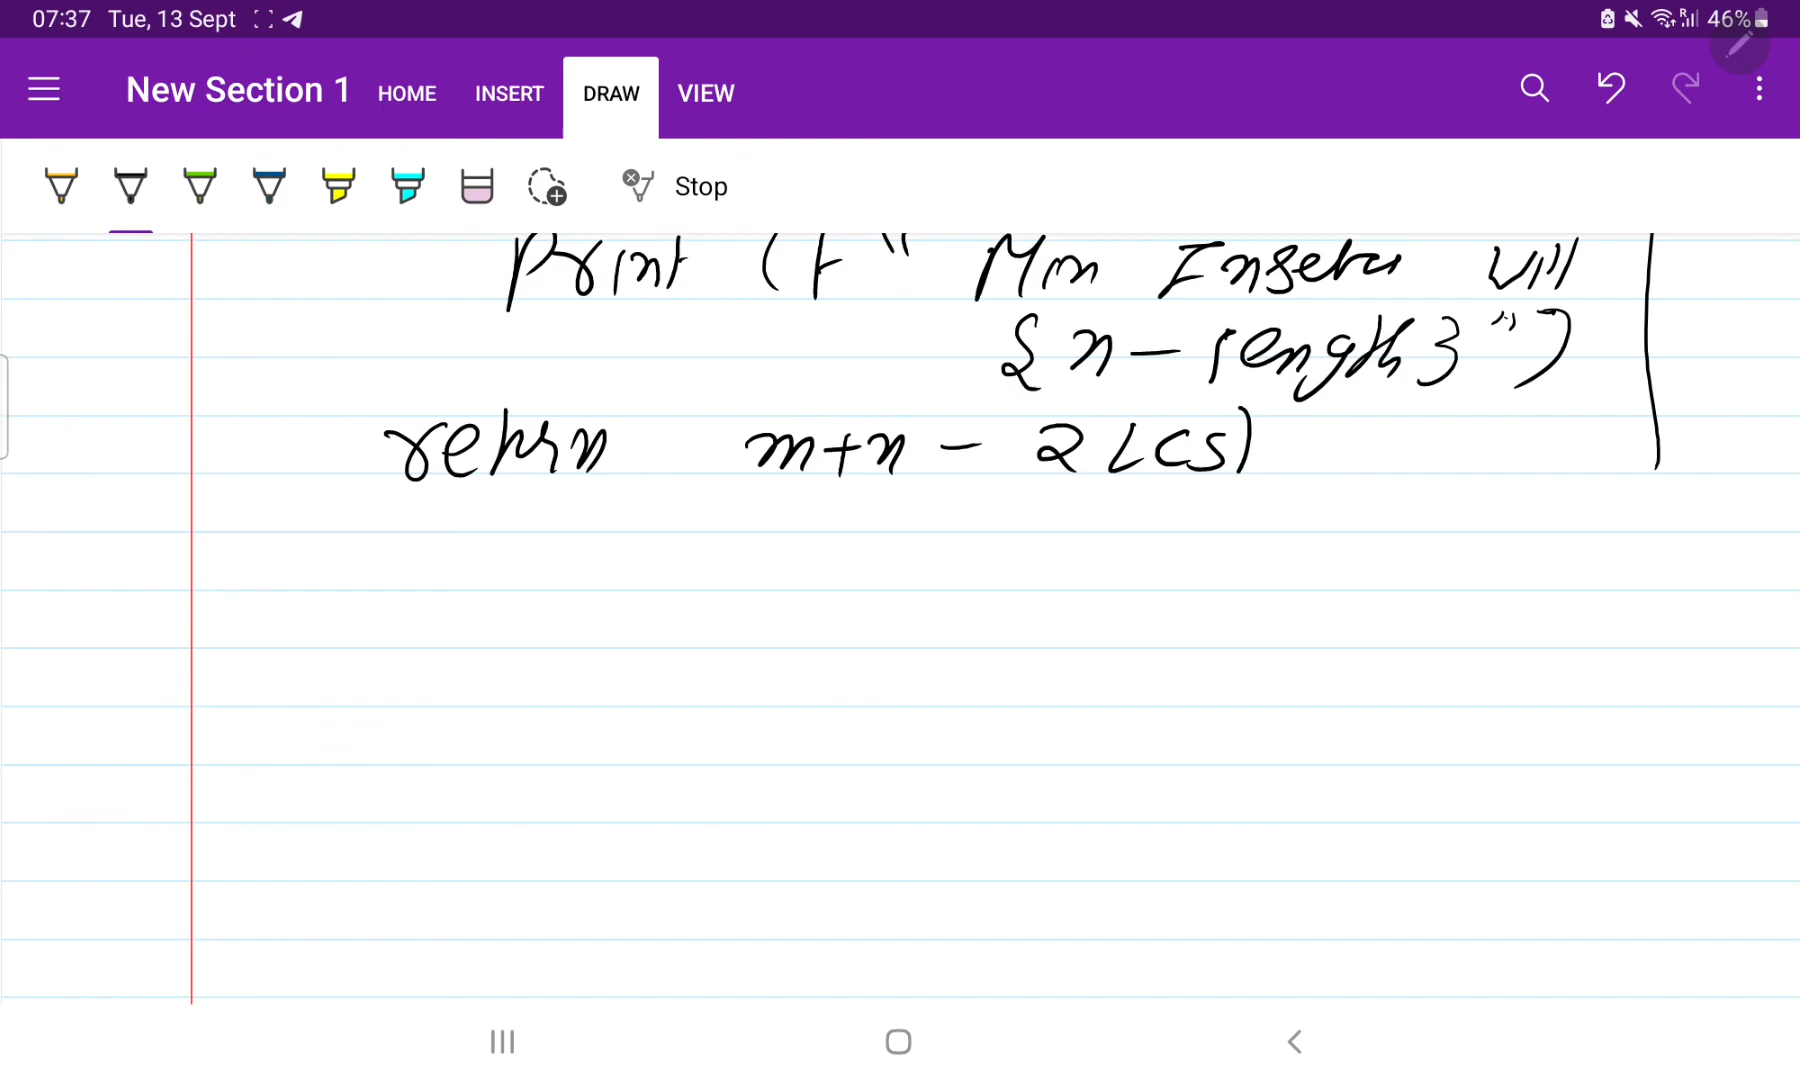 07:37 Tue, 13 Sept 46%
New Section 1 HOME INSERT DRAW VIEW
Stop
Print (f " Min Insertn will
{n - length}")
return m+n - 2LCS)